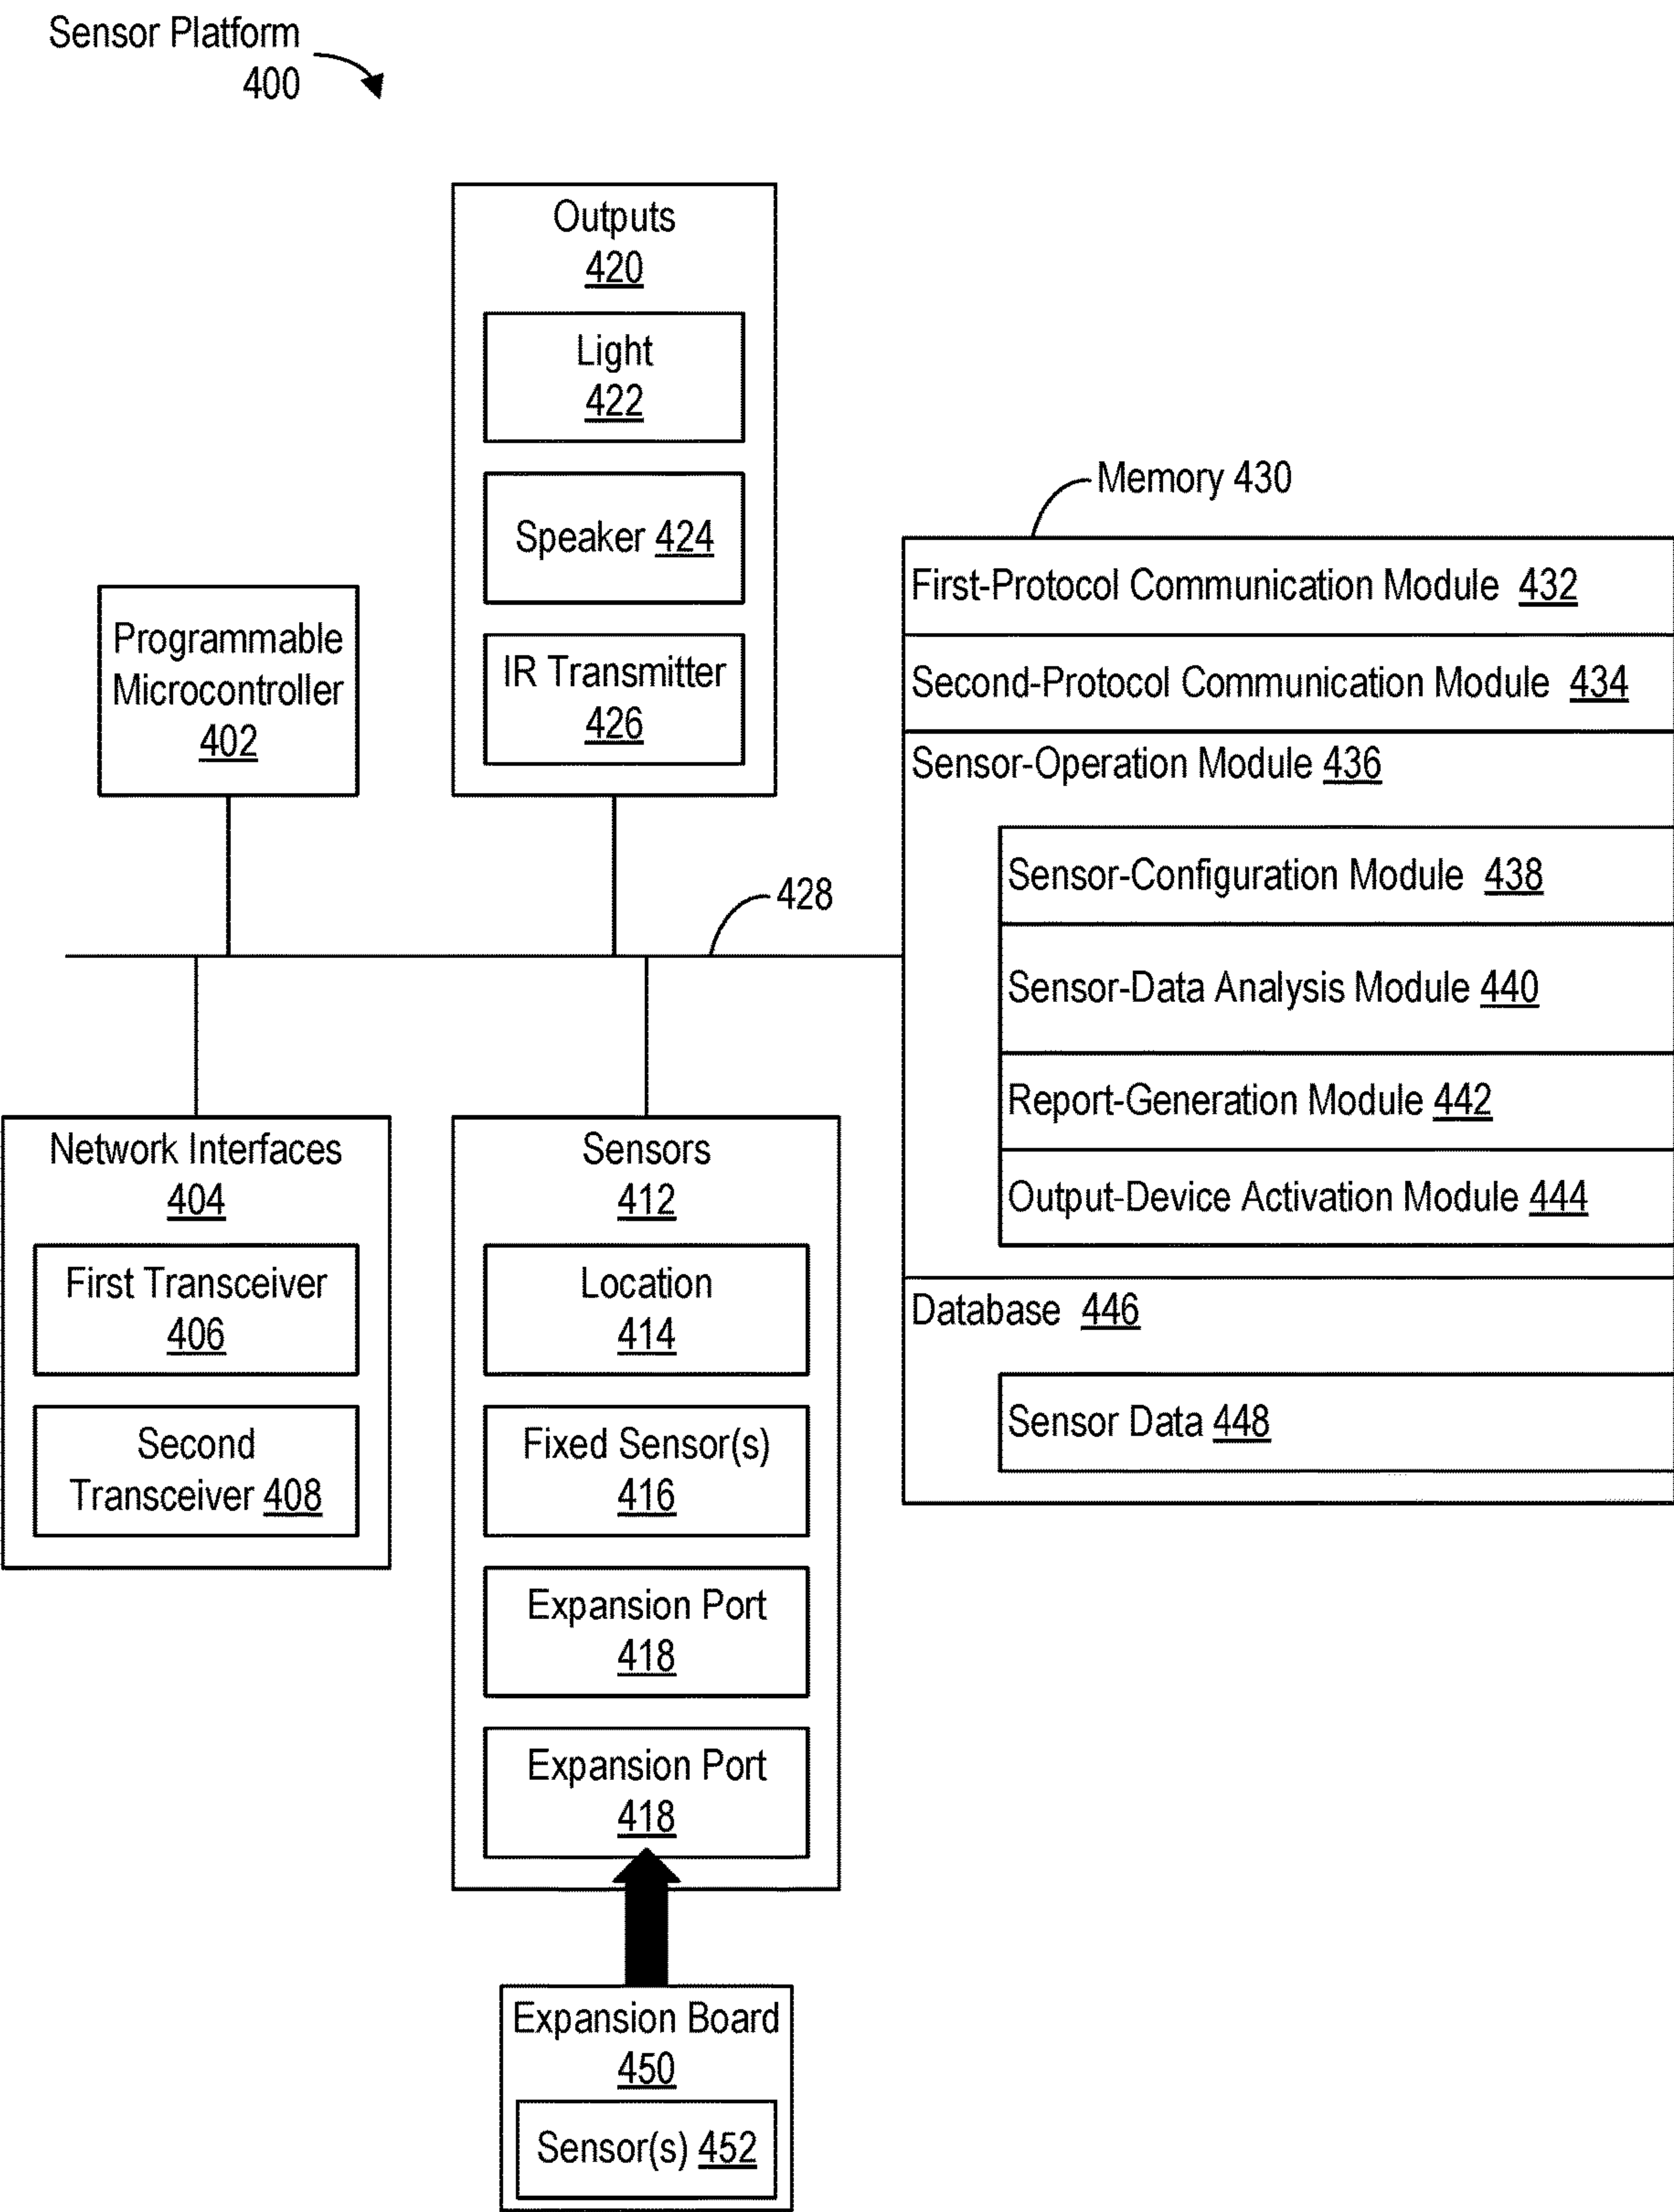 Sensor Platform
400
Outputs
420
Light
422
Speaker 424
IR Transmitter
426
Memory 430
First-Protocol Communication Module 432
Second-Protocol Communication Module 434
Sensor-Operation Module 436
Sensor-Configuration Module 438
Sensor-Data Analysis Module 440
Report-Generation Module 442
Output-Device Activation Module 444
Database 446
Sensor Data 448
Programmable
Microcontroller
402
428
Network Interfaces
404
First Transceiver
406
Second
Transceiver 408
Sensors
412
Location
414
Fixed Sensor(s)
416
Expansion Port
418
Expansion Port
418
Expansion Board
450
Sensor(s) 452